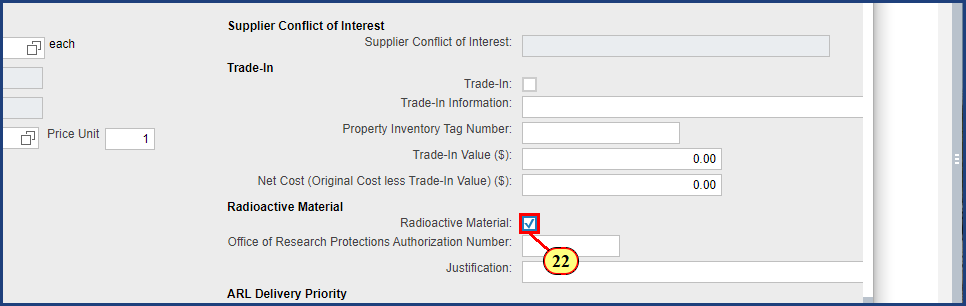 Supplier Conflict of Interest
each
Supplier Conflict of Interest:
Trade-In
Trade-In:
Trade-In Information:
Property Inventory Tag Number:
Price Unit 1
Trade-In Value ($): 0.00
Net Cost (Original Cost less Trade-In Value) ($): 0.00
Radioactive Material
Radioactive Material:
Office of Research Protections Authorization Number:
22
Justification:
ARL Delivery Priority